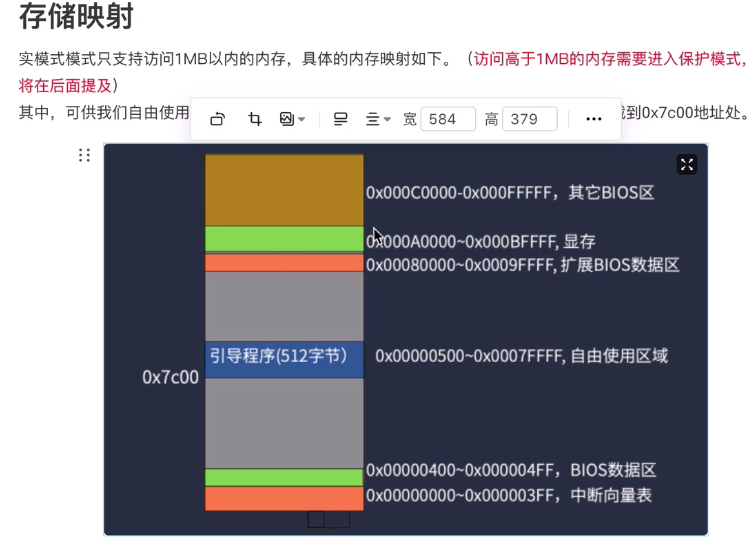 存储映射
实模式模式只支持访问1MB以内的内存，具体的内存映射如下。（访问高于1MB的内存需要进入保护模式，
将在后面提及）
其中，可供我们自由使用
宽 584 高 379 ...
到0x7c00地址处。
0x000C0000-0x000FFFFF，其它BIOS区
0x000A0000~0x000BFFFF, 显存
0x00080000~0x0009FFFF, 扩展BIOS数据区
引导程序(512字节）
0x00000500~0x0007FFFF, 自由使用区域
0x7c00
0x00000400~0x000004FF，BIOS数据区
0x00000000~0x000003FF，中断向量表